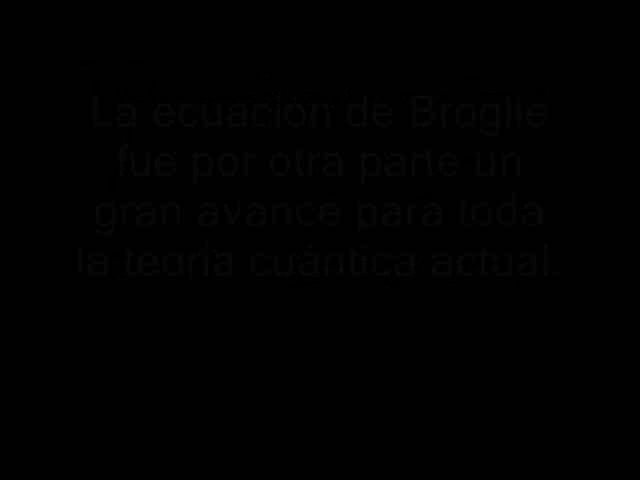 La ecuación de Broglie
fue por otra parte un
gran avance para toda
la teoría cuántica actual.